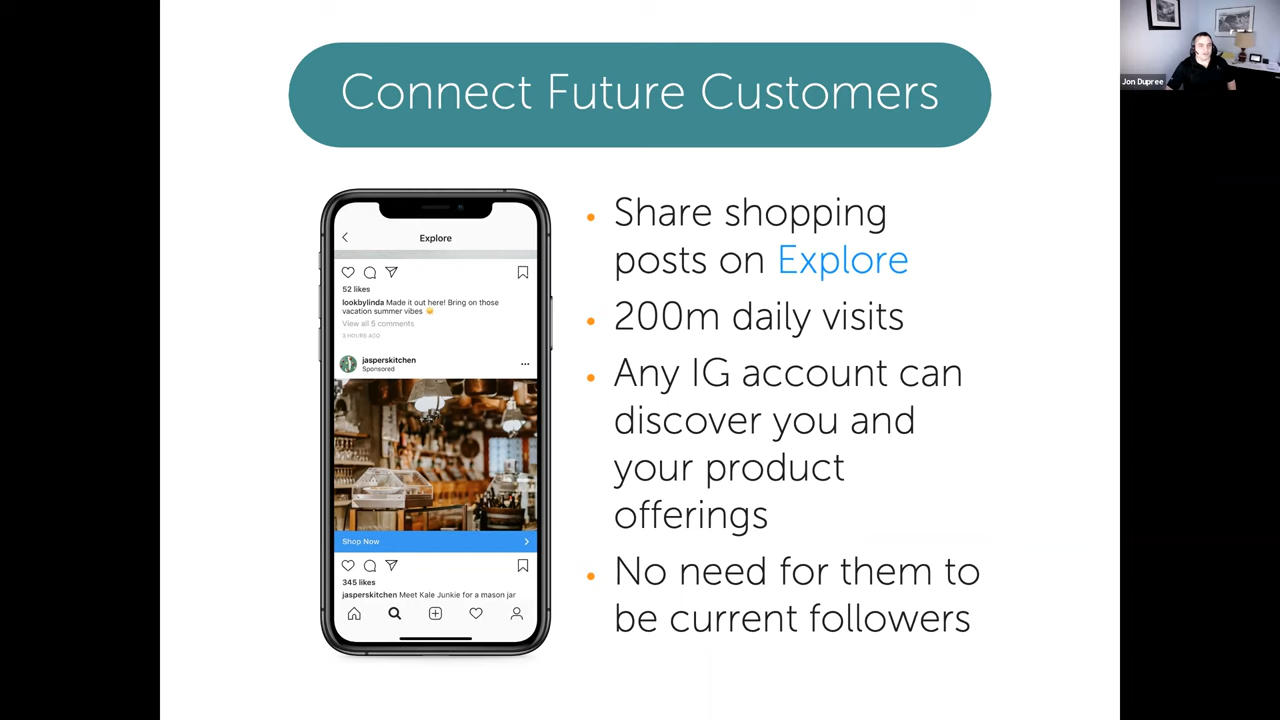 Connect Future Customers
Jon Dupree
Explore
52 likes
lookbylinda Made it out here! Bring on those
vacation summer vibes
View all 5 comments
3 HOURS AGO
jasperskitchen
Sponsored
Shop Now
345 likes
jasperskitchen Meet Kale Junkie for a mason jar
• Share shopping
posts on Explore
• 200m daily visits
• Any IG account can
discover you and
your product
offerings
• No need for them to
be current followers